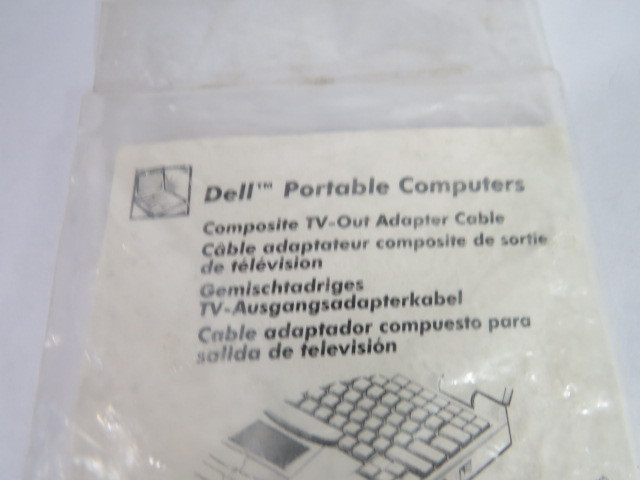 Dell™ Portable Computers
Composite TV-Out Adapter Cable
Câble adaptateur composite de sortie
de télévision
Gemischtadriges
TV-Ausgangsadapterkabel
Cable adaptador compuesto para
salida de televisión